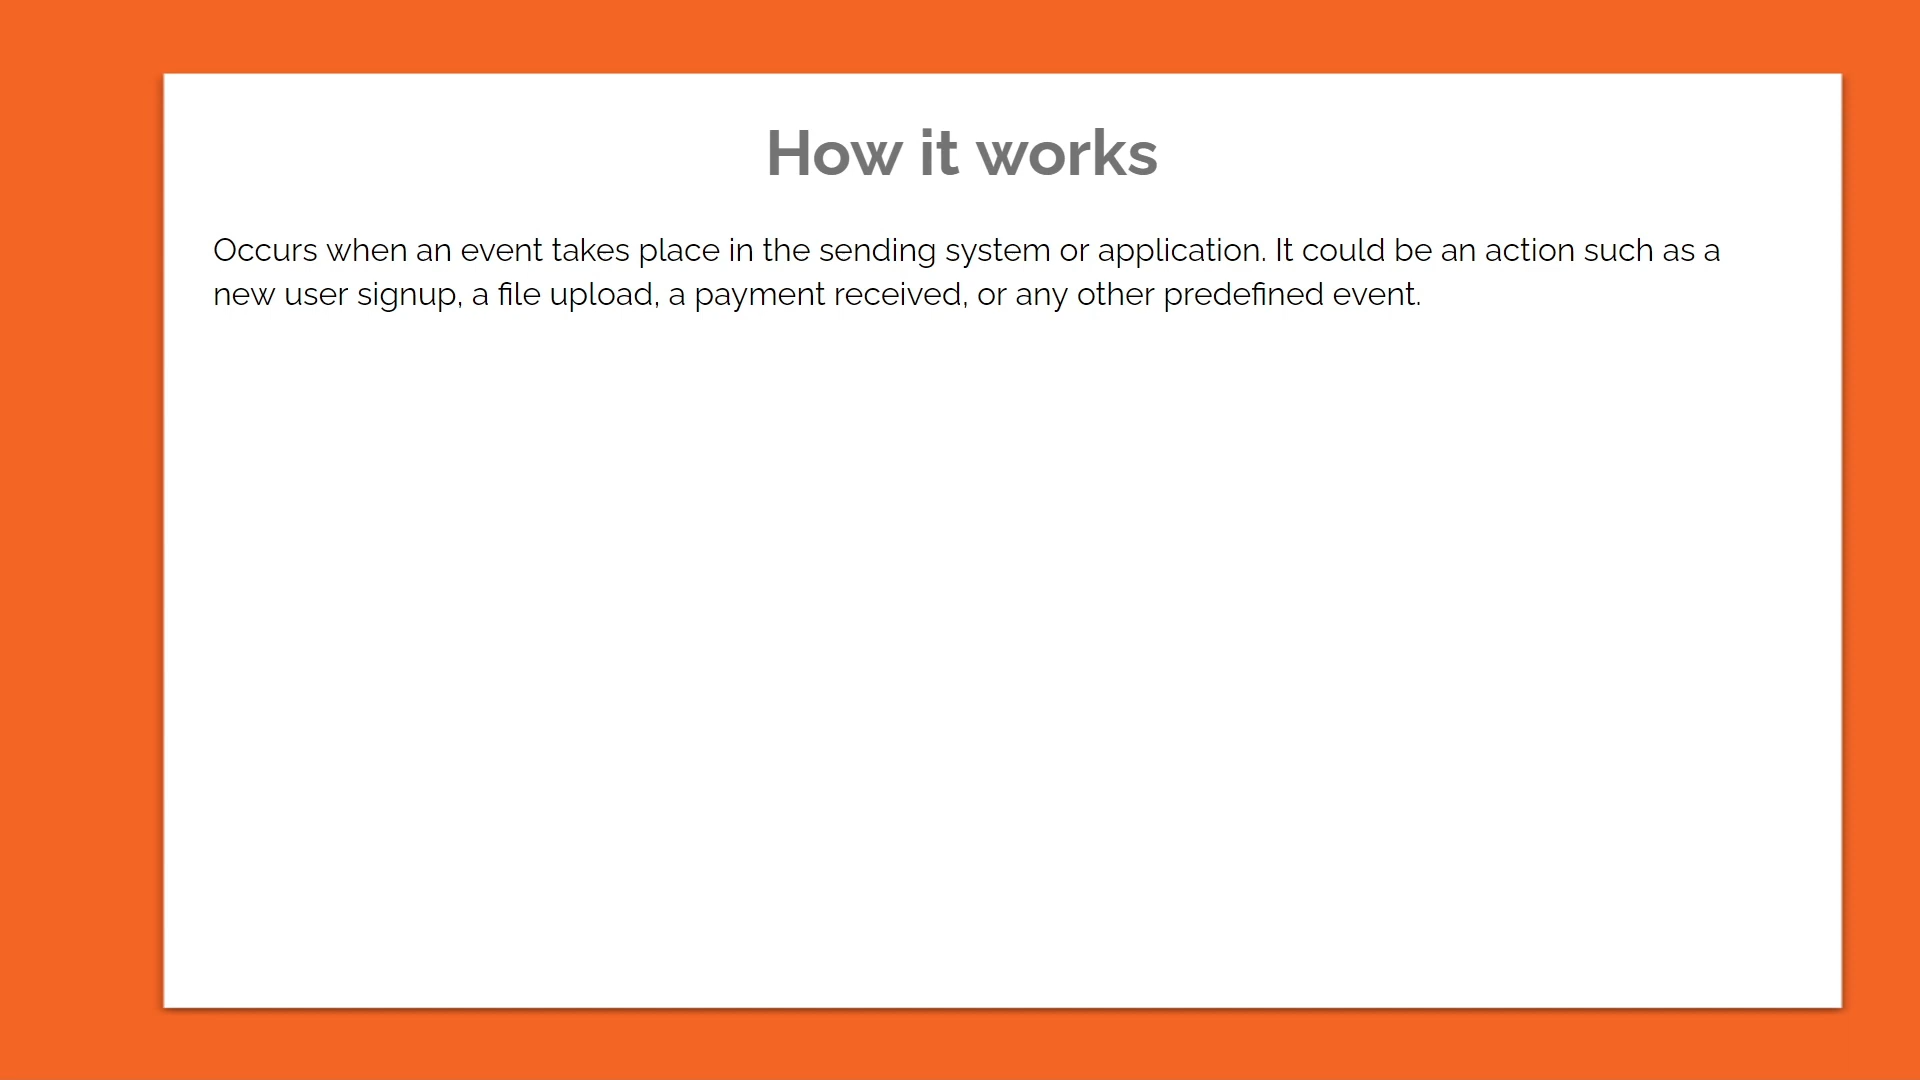 How it works
Occurs when an event takes place in the sending system or application. It could be an action such as a
new user signup, a file upload, a payment received, or any other predefined event.